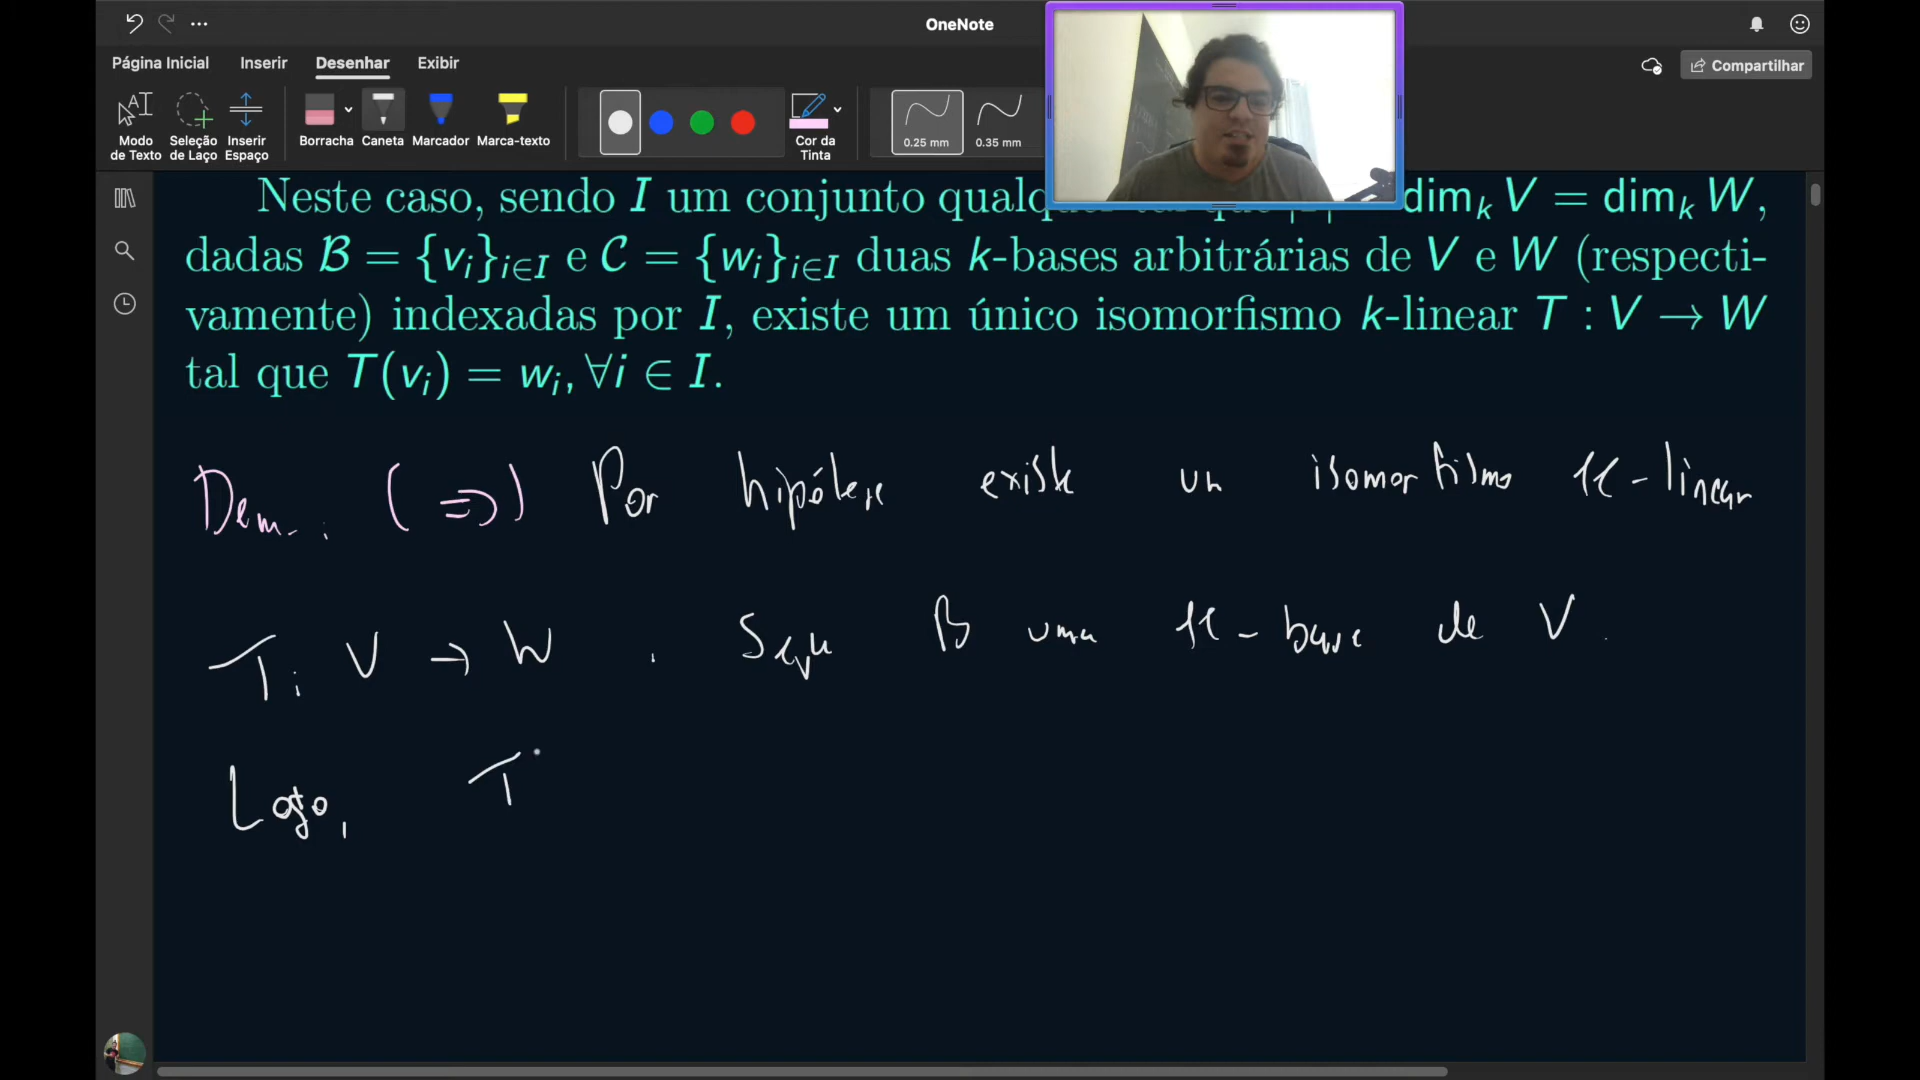 OneNote
Página Inicial Inserir Desenhar Exibir
Compartilhar
Modo de Texto
Seleção de Laço
Inserir Espaço
Borracha
Caneta
Marcador
Marca-texto
Cor da Tinta
0.25 mm
0.35 mm
Neste caso, sendo I um conjunto dim_k V = dim_k W,
dadas B = {v_i}_{i∈I} e C = {w_i}_{i∈I} duas k-bases arbitrárias de V e W (respecti-
vamente) indexadas por I, existe um único isomorfismo k-linear T : V → W
tal que T(v_i) = w_i, ∀i ∈ I.
Dem.: (⇒) Por hipótese existe um isomorfismo k-linear
T: V → W. Seja B uma k-base de V.
Logo, T